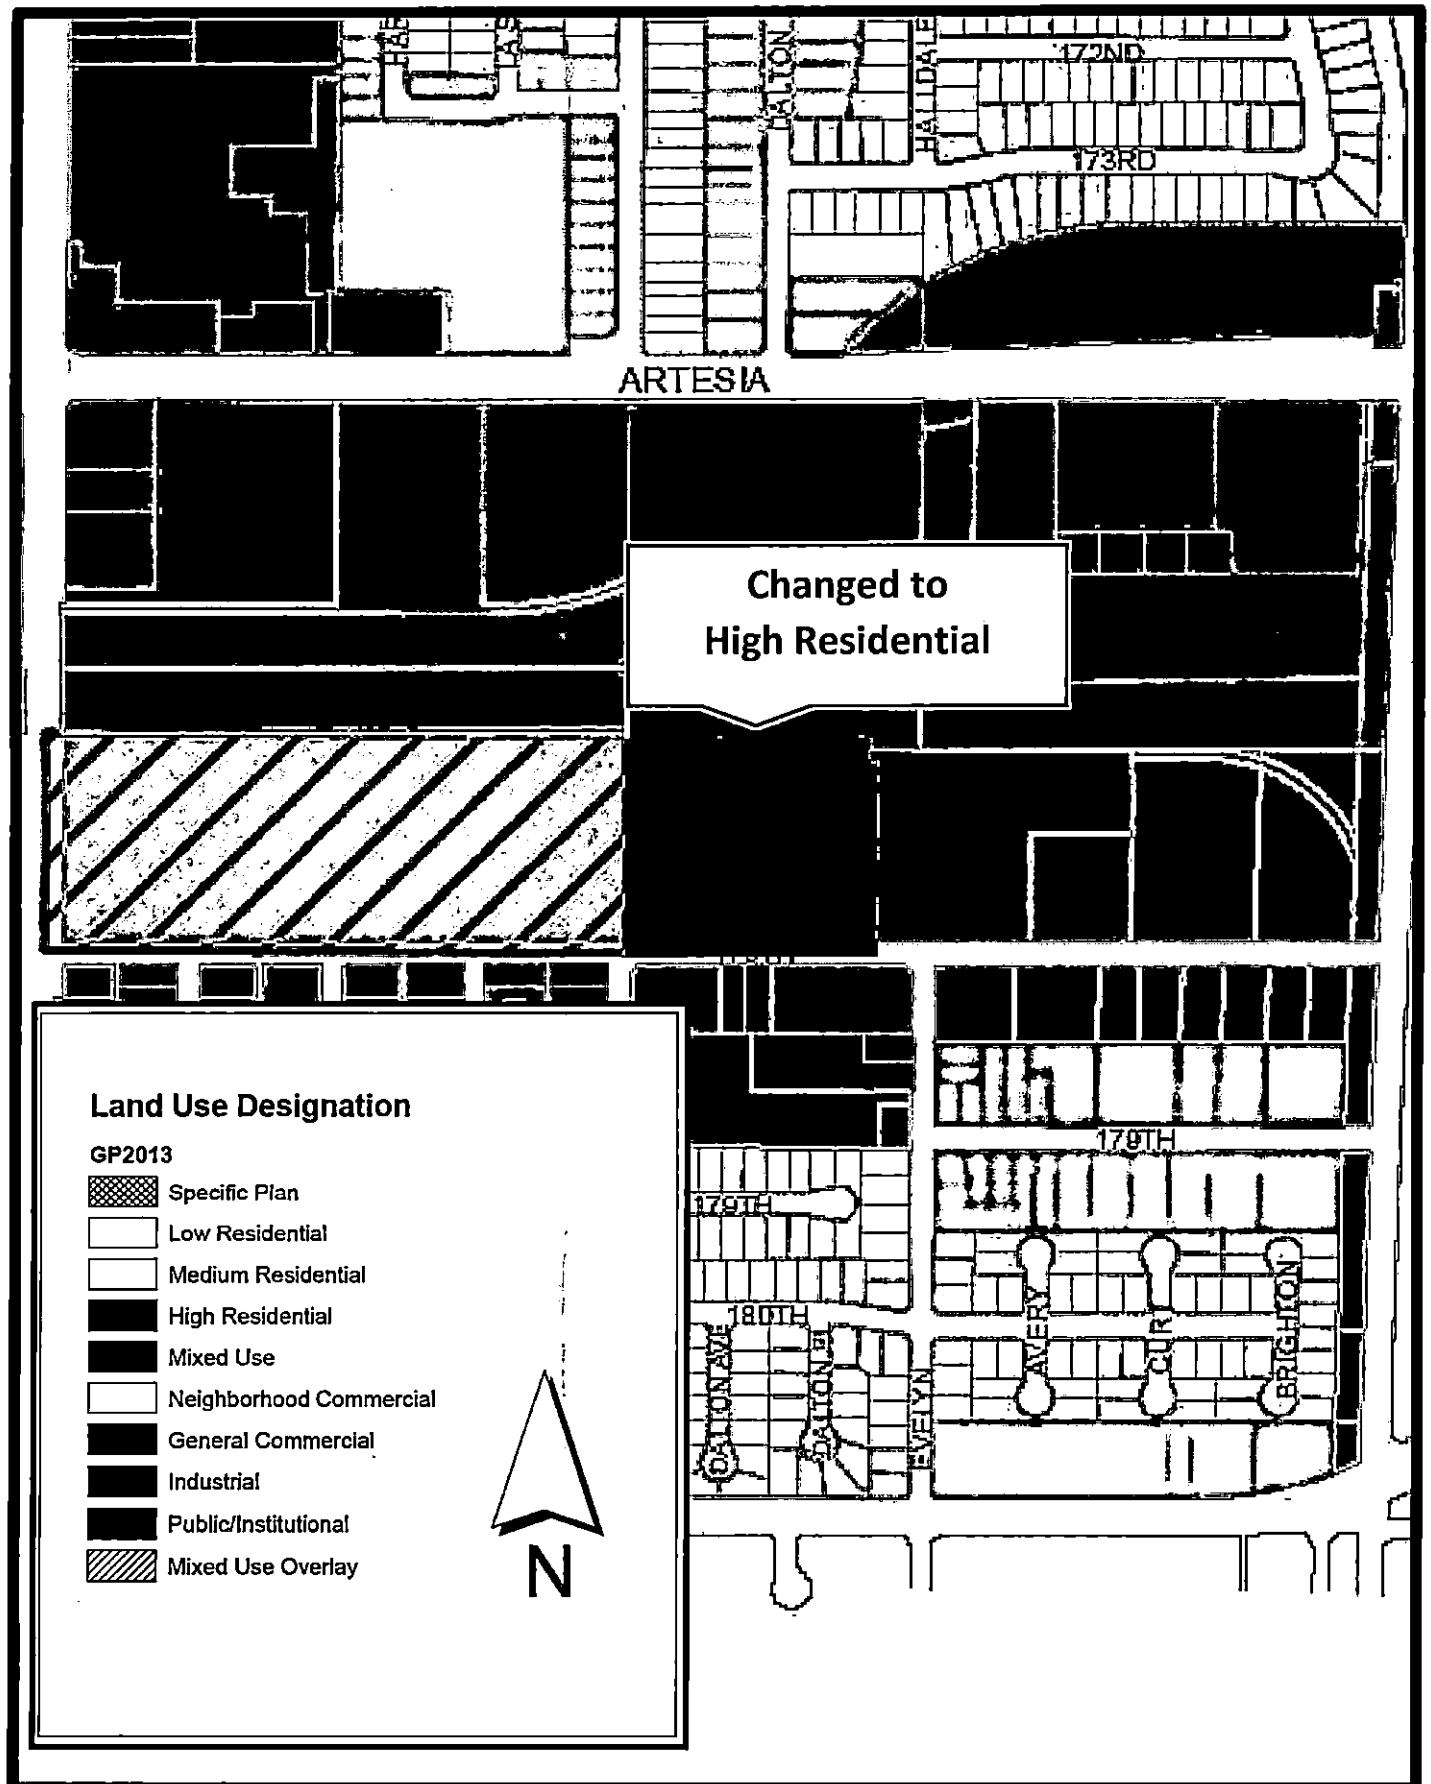 172ND
173RD
ARTESIA
Changed to
High Residential
179TH
179TH
180TH
AVERY
BRIGHTON
DALTON AVE
DALTON PL
EVELYN
Land Use Designation
GP2013
Specific Plan
Low Residential
Medium Residential
High Residential
Mixed Use
Neighborhood Commercial
General Commercial
Industrial
Public/Institutional
Mixed Use Overlay
N